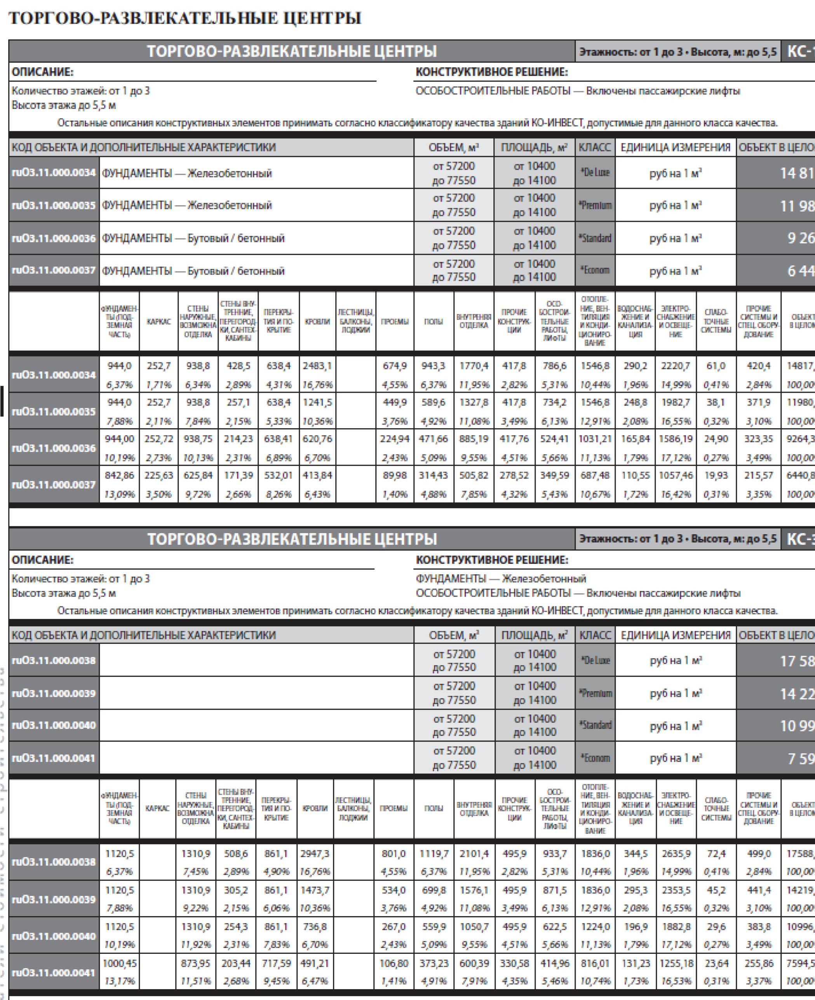 ТОРГОВО-РАЗВЛЕКАТЕЛЬНЫЕ ЦЕНТРЫ
ТОРГОВО-РАЗВЛЕКАТЕЛЬНЫЕ ЦЕНТРЫ Этажность: от 1 до 3 • Высота, м: до 5,5 КС-1
ОПИСАНИЕ: КОНСТРУКТИВНОЕ РЕШЕНИЕ:
Количество этажей: от 1 до 3 ОСОБОСТРОИТЕЛЬНЫЕ РАБОТЫ — Включены пассажирские лифты
Высота этажа до 5,5 м
Остальные описания конструктивных элементов принимать согласно классификатору качества зданий КО-ИНВЕСТ, допустимые для данного класса качества.
КОД ОБЪЕКТА И ДОПОЛНИТЕЛЬНЫЕ ХАРАКТЕРИСТИКИ ОБЪЕМ, м³ ПЛОЩАДЬ, м² КЛАСС ЕДИНИЦА ИЗМЕРЕНИЯ ОБЪЕКТ В ЦЕЛО
ruО3.11.000.0034 ФУНДАМЕНТЫ — Железобетонный от 57200 до 77550 от 10400 до 14100 *De Luxe руб на 1 м³ 14 81
ruО3.11.000.0035 ФУНДАМЕНТЫ — Железобетонный от 57200 до 77550 от 10400 до 14100 *Premium руб на 1 м³ 11 98
ruО3.11.000.0036 ФУНДАМЕНТЫ — Бутовый / бетонный от 57200 до 77550 от 10400 до 14100 *Standard руб на 1 м³ 9 26
ruО3.11.000.0037 ФУНДАМЕНТЫ — Бутовый / бетонный от 57200 до 77550 от 10400 до 14100 *Econom руб на 1 м³ 6 44
ФУНДАМЕН-ТЫ (ПОД-ЗЕМНАЯ ЧАСТЬ) КАРКАС СТЕНЫ НАРУЖНЫЕ, ВОЗМОЖНА ОТДЕЛКА СТЕНЫ ВНУ-ТРЕННИЕ, ПЕРЕГОРОД-КИ, САНТЕХ-КАБИНЫ ПЕРЕКРЫ-ТИЯ И ПО-КРЫТИЕ КРОВЛИ ЛЕСТНИЦЫ, БАЛКОНЫ, ЛОДЖИИ ПРОЕМЫ ПОЛЫ ВНУТРЕНЯЯ ОТДЕЛКА ПРОЧИЕ КОНСТРУК-ЦИИ ОСО-БОСТРОИ-ТЕЛЬНЫЕ РАБОТЫ, ЛИФТЫ ОТОПЛЕ-НИЕ, ВЕН-ТИЛЯЦИЯ И КОНДИ-ЦИОНИРО-ВАНИЕ ВОДОСНАБ-ЖЕНИЕ И КАНАЛИЗА-ЦИЯ ЭЛЕКТРО-СНАБЖЕНИЕ И ОСВЕЩЕ-НИЕ СЛАБО-ТОЧНЫЕ СИСТЕМЫ ПРОЧИЕ СИСТЕМЫ И СПЕЦ. ОБОРУ-ДОВАНИЕ ОБЪЕКТ В ЦЕЛОМ
ruО3.11.000.0034 944,0 252,7 938,8 428,5 638,4 2483,1 674,9 943,3 1770,4 417,8 786,6 1546,8 290,2 2220,7 61,0 420,4 14817,
6,37% 1,71% 6,34% 2,89% 4,31% 16,76% 4,55% 6,37% 11,95% 2,82% 5,31% 10,44% 1,96% 14,99% 0,41% 2,84% 100,00
ruО3.11.000.0035 944,0 252,7 938,8 257,1 638,4 1241,5 449,9 589,6 1327,8 417,8 734,2 1546,8 248,8 1982,7 38,1 371,9 11980,
7,88% 2,11% 7,84% 2,15% 5,33% 10,36% 3,76% 4,92% 11,08% 3,49% 6,13% 12,91% 2,08% 16,55% 0,32% 3,10% 100,00
ruО3.11.000.0036 944,00 252,72 938,75 214,23 638,41 620,76 224,94 471,66 885,19 417,76 524,41 1031,21 165,84 1586,19 24,90 323,35 9264,3
10,19% 2,73% 10,13% 2,31% 6,89% 6,70% 2,43% 5,09% 9,55% 4,51% 5,66% 11,13% 1,79% 17,12% 0,27% 3,49% 100,00
ruО3.11.000.0037 842,86 225,63 625,84 171,39 532,01 413,84 89,98 314,43 505,82 278,52 349,59 687,48 110,55 1057,46 19,93 215,57 6440,8
13,09% 3,50% 9,72% 2,66% 8,26% 6,43% 1,40% 4,88% 7,85% 4,32% 5,43% 10,67% 1,72% 16,42% 0,31% 3,35% 100,00
ТОРГОВО-РАЗВЛЕКАТЕЛЬНЫЕ ЦЕНТРЫ Этажность: от 1 до 3 • Высота, м: до 5,5 КС-3
ОПИСАНИЕ: КОНСТРУКТИВНОЕ РЕШЕНИЕ:
Количество этажей: от 1 до 3 ФУНДАМЕНТЫ — Железобетонный
Высота этажа до 5,5 м ОСОБОСТРОИТЕЛЬНЫЕ РАБОТЫ — Включены пассажирские лифты
Остальные описания конструктивных элементов принимать согласно классификатору качества зданий КО-ИНВЕСТ, допустимые для данного класса качества.
КОД ОБЪЕКТА И ДОПОЛНИТЕЛЬНЫЕ ХАРАКТЕРИСТИКИ ОБЪЕМ, м³ ПЛОЩАДЬ, м² КЛАСС ЕДИНИЦА ИЗМЕРЕНИЯ ОБЪЕКТ В ЦЕЛО
ruО3.11.000.0038 от 57200 до 77550 от 10400 до 14100 *De Luxe руб на 1 м³ 17 58
ruО3.11.000.0039 от 57200 до 77550 от 10400 до 14100 *Premium руб на 1 м³ 14 22
ruО3.11.000.0040 от 57200 до 77550 от 10400 до 14100 *Standard руб на 1 м³ 10 99
ruО3.11.000.0041 от 57200 до 77550 от 10400 до 14100 *Econom руб на 1 м³ 7 59
ФУНДАМЕН-ТЫ (ПОД-ЗЕМНАЯ ЧАСТЬ) КАРКАС СТЕНЫ НАРУЖНЫЕ, ВОЗМОЖНА ОТДЕЛКА СТЕНЫ ВНУ-ТРЕННИЕ, ПЕРЕГОРОД-КИ, САНТЕХ-КАБИНЫ ПЕРЕКРЫ-ТИЯ И ПО-КРЫТИЕ КРОВЛИ ЛЕСТНИЦЫ, БАЛКОНЫ, ЛОДЖИИ ПРОЕМЫ ПОЛЫ ВНУТРЕНЯЯ ОТДЕЛКА ПРОЧИЕ КОНСТРУК-ЦИИ ОСО-БОСТРОИ-ТЕЛЬНЫЕ РАБОТЫ, ЛИФТЫ ОТОПЛЕ-НИЕ, ВЕН-ТИЛЯЦИЯ И КОНДИ-ЦИОНИРО-ВАНИЕ ВОДОСНАБ-ЖЕНИЕ И КАНАЛИЗА-ЦИЯ ЭЛЕКТРО-СНАБЖЕНИЕ И ОСВЕЩЕ-НИЕ СЛАБО-ТОЧНЫЕ СИСТЕМЫ ПРОЧИЕ СИСТЕМЫ И СПЕЦ. ОБОРУ-ДОВАНИЕ ОБЪЕКТ В ЦЕЛОМ
ruО3.11.000.0038 1120,5 1310,9 508,6 861,1 2947,3 801,0 1119,7 2101,4 495,9 933,7 1836,0 344,5 2635,9 72,4 499,0 17588,
6,37% 7,45% 2,89% 4,90% 16,76% 4,55% 6,37% 11,95% 2,82% 5,31% 10,44% 1,96% 14,99% 0,41% 2,84% 100,00
ruО3.11.000.0039 1120,5 1310,9 305,2 861,1 1473,7 534,0 699,8 1576,1 495,9 871,5 1836,0 295,3 2353,5 45,2 441,4 14219,
7,88% 9,22% 2,15% 6,06% 10,36% 3,76% 4,92% 11,08% 3,49% 6,13% 12,91% 2,08% 16,55% 0,32% 3,10% 100,00
ruО3.11.000.0040 1120,5 1310,9 254,3 861,1 736,8 267,0 559,9 1050,7 495,9 622,5 1224,0 196,9 1882,8 29,6 383,8 10996,
10,19% 11,92% 2,31% 7,83% 6,70% 2,43% 5,09% 9,55% 4,51% 5,66% 11,13% 1,79% 17,12% 0,27% 3,49% 100,00
ruО3.11.000.0041 1000,45 873,95 203,44 717,59 491,21 106,80 373,23 600,39 330,58 414,96 816,01 131,23 1255,18 23,64 255,86 7594,5
13,17% 11,51% 2,68% 9,45% 6,47% 1,41% 4,91% 7,91% 4,35% 5,46% 10,74% 1,73% 16,53% 0,31% 3,37% 100,00